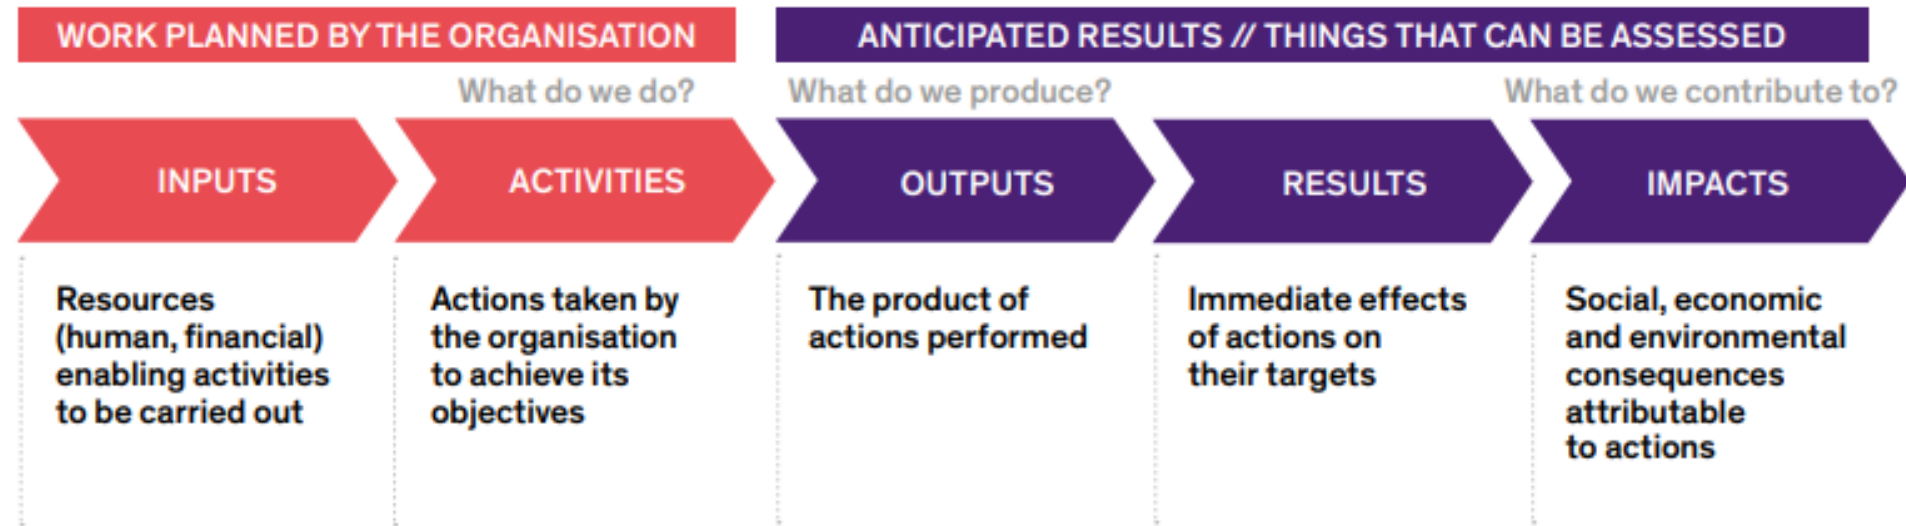 WORK PLANNED BY THE ORGANISATION
ANTICIPATED RESULTS // THINGS THAT CAN BE ASSESSED
What do we do?
What do we produce?
What do we contribute to?
INPUTS
ACTIVITIES
OUTPUTS
RESULTS
IMPACTS
Resources
(human, financial)
enabling activities
to be carried out
Actions taken by
the organisation
to achieve its
objectives
The product of
actions performed
Immediate effects
of actions on
their targets
Social, economic
and environmental
consequences
attributable
to actions